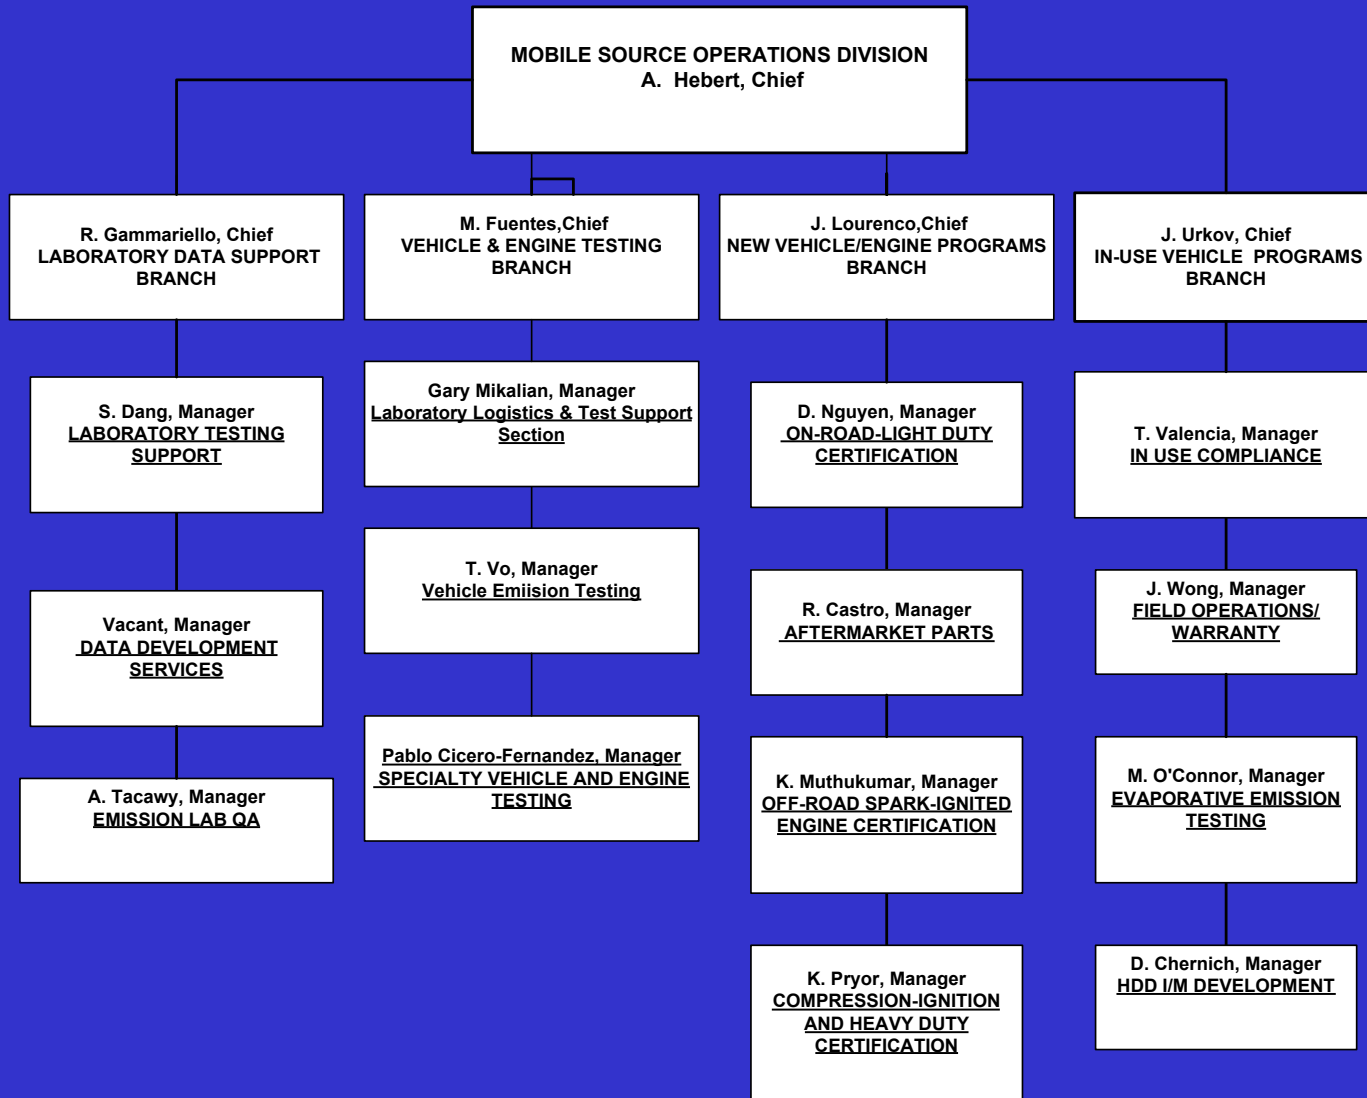 MOBILE SOURCE OPERATIONS DIVISION
A. Hebert, Chief
R. Gammariello, Chief
LABORATORY DATA SUPPORT
BRANCH
M. Fuentes,Chief
VEHICLE & ENGINE TESTING
BRANCH
J. Lourenco,Chief
NEW VEHICLE/ENGINE PROGRAMS
BRANCH
J. Urkov, Chief
IN-USE VEHICLE PROGRAMS
BRANCH
S. Dang, Manager
LABORATORY TESTING
SUPPORT
Gary Mikalian, Manager
Laboratory Logistics & Test Support
Section
D. Nguyen, Manager
ON-ROAD-LIGHT DUTY
CERTIFICATION
T. Valencia, Manager
IN USE COMPLIANCE
Vacant, Manager
DATA DEVELOPMENT
SERVICES
T. Vo, Manager
Vehicle Emiision Testing
R. Castro, Manager
AFTERMARKET PARTS
J. Wong, Manager
FIELD OPERATIONS/
WARRANTY
A. Tacawy, Manager
EMISSION LAB QA
Pablo Cicero-Fernandez, Manager
SPECIALTY VEHICLE AND ENGINE
TESTING
K. Muthukumar, Manager
OFF-ROAD SPARK-IGNITED
ENGINE CERTIFICATION
M. O'Connor, Manager
EVAPORATIVE EMISSION
TESTING
K. Pryor, Manager
COMPRESSION-IGNITION
AND HEAVY DUTY
CERTIFICATION
D. Chernich, Manager
HDD I/M DEVELOPMENT